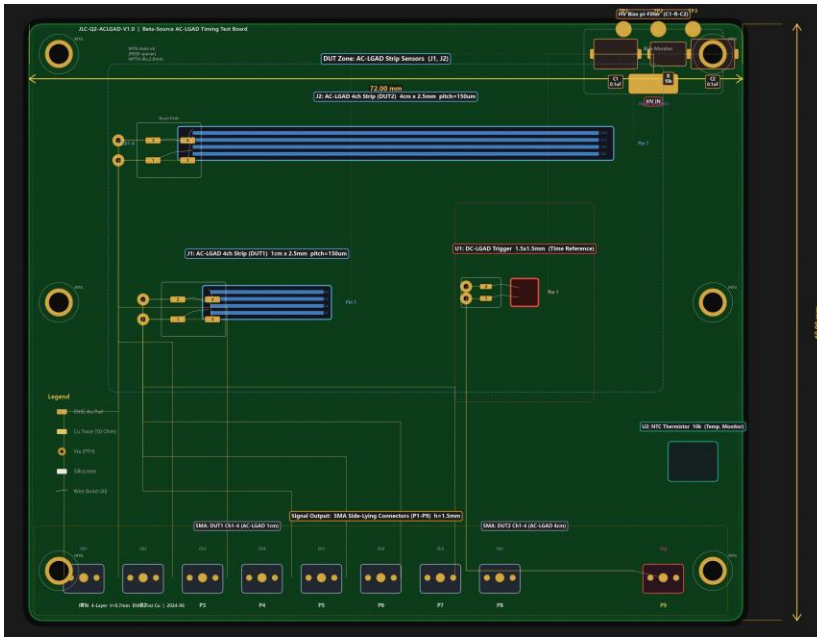 JLC-Q2-ACLGAD-V1.0 | Beta-Source AC-LGAD Timing Test Board
HV Bias pi-Filter (C1-R-C2)
DUT Zone: AC-LGAD Strip Sensors (J1, J2)
72.00 mm
J2: AC-LGAD 4ch Strip (DUT2) 4cm x 2.5mm pitch=150um
C1
0.1uF
R
10k
C2
0.1uF
HV_IN
Bond Pads
Pin 1
J1: AC-LGAD 4ch Strip (DUT1) 1cm x 2.5mm pitch=150um
U1: DC-LGAD Trigger 1.5x1.5mm (Time Reference)
Pin 1
Pin 1
Legend
ENIG Au Pad
Cu Trace (50 Ohm)
Via (PTH)
Silkscreen
Wire Bond (Al)
U2: NTC Thermistor 10k (Temp. Monitor)
Signal Output: SMA Side-Lying Connectors (P1-P9) h=1.5mm
SMA: DUT1 Ch1-4 (AC-LGAD 1cm)
SMA: DUT2 Ch1-4 (AC-LGAD 4cm)
P3
P4
P5
P6
P7
P8
P9